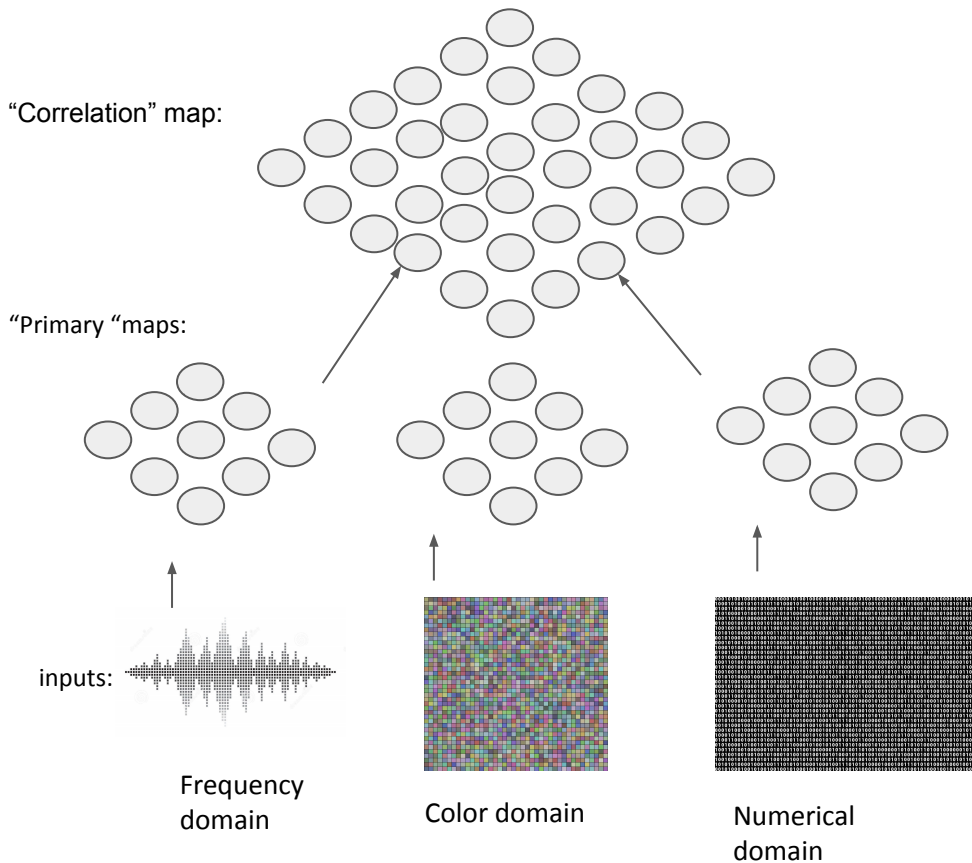 “Correlation” map:
“Primary “maps:
inputs:
Frequency
domain
Color domain
Numerical
domain